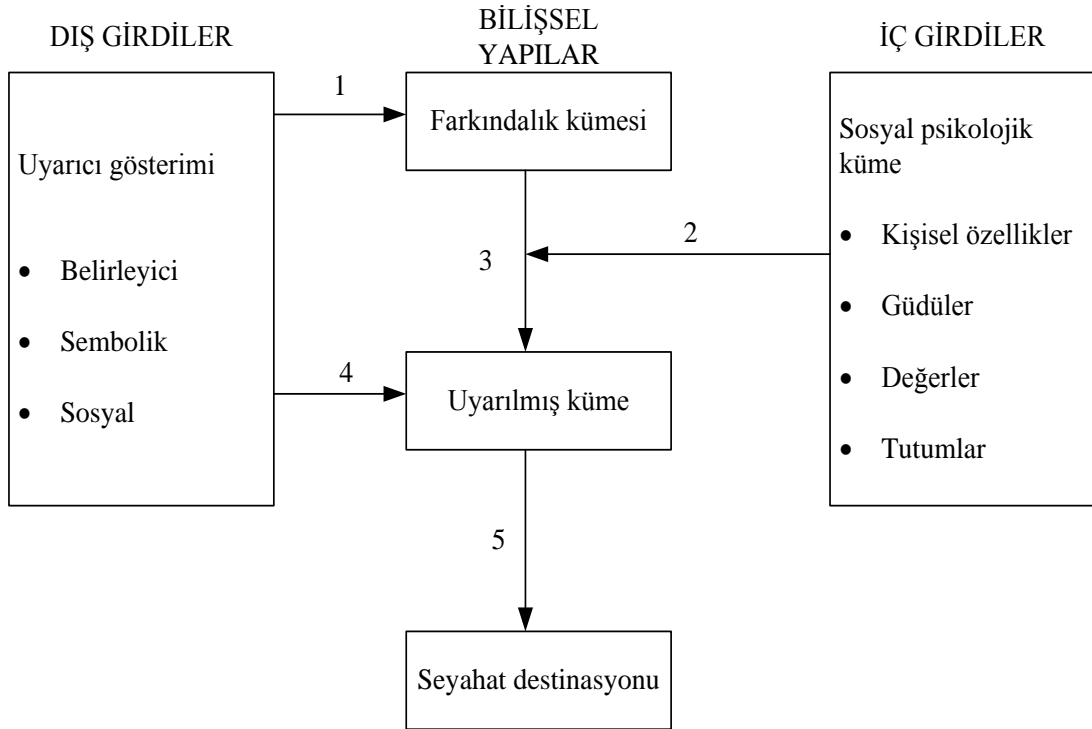 DIŞ GİRDİLER
BİLİŞSEL
YAPILAR
İÇ GİRDİLER
Uyarıcı gösterimi
• Belirleyici
• Sembolik
• Sosyal
1
Farkındalık kümesi
3
2
4
Uyarılmış küme
5
Seyahat destinasyonu
Sosyal psikolojik
küme
• Kişisel özellikler
• Güdüler
• Değerler
• Tutumlar